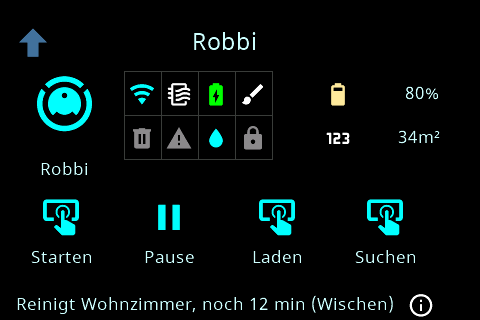 Robbi
80%
123
34m²
Robbi
Starten
Pause
Laden
Suchen
Reinigt Wohnzimmer, noch 12 min (Wischen)